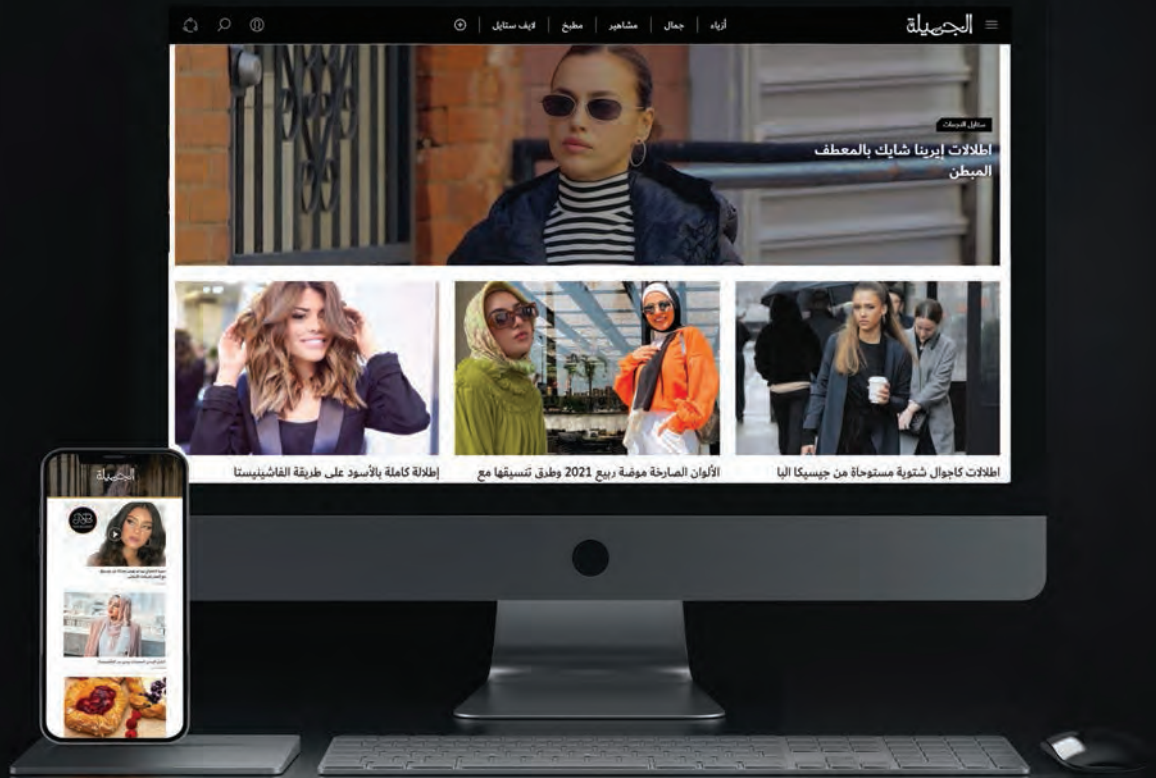 الجميلة
أزياء | جمال | مشاهير | مطبخ | لايف ستايل
ستايل النجمات
اطلالات إيرينا شايك بالمعطف
المبطن
اطلالات كاجوال شتوية مستوحاة من جيسيكا البا
الألوان الصارخة موضة ربيع 2021 وطرق تنسيقها مع
إطلالة كاملة بالأسود على طريقة الفاشينيستا
الجميلة